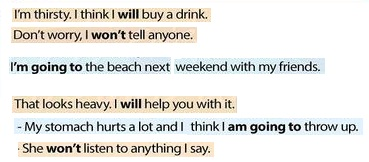 I'm thirsty. I think I will buy a drink.
Don't worry, I won't tell anyone.
I'm going to the beach next weekend with my friends.
That looks heavy. I will help you with it.
- My stomach hurts a lot and I think I am going to throw up.
· She won't listen to anything I say.